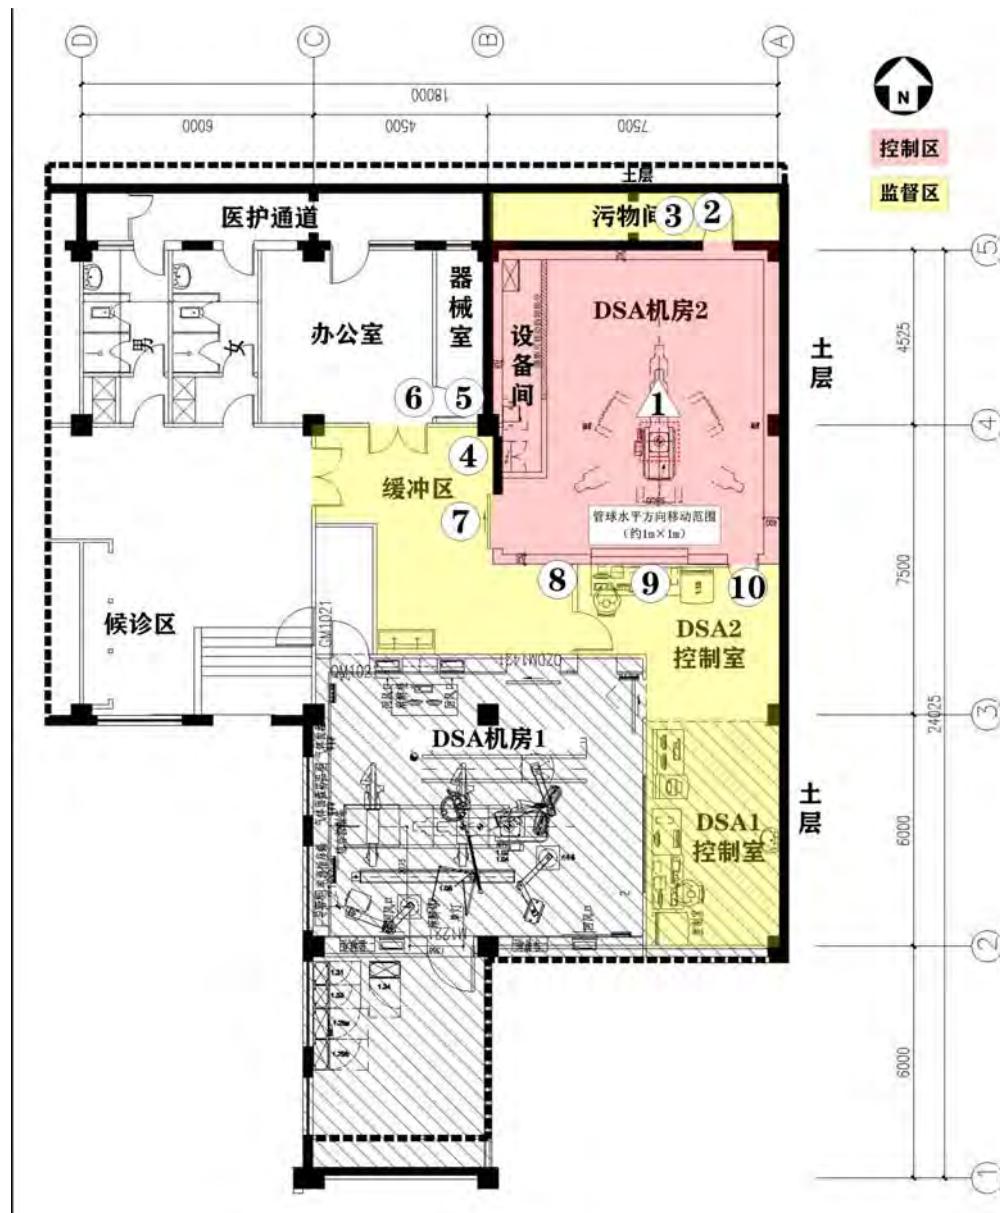 D
C
B
A
18000
6000
4500
7500
N
控制区
监督区
土层
医护通道
污物间
3
2
5
器
械
室
DSA机房2
办公室
设
备
间
男
女
土
层
4525
1
6
5
4
4
缓冲区
管球水平方向移动范围
(约1m×1m)
7
8
9
10
7500
候诊区
GM1021
DSA2
控制室
3
24025
DSA机房1
土
层
DSA1
控制室
6000
M1221
2
6000
1